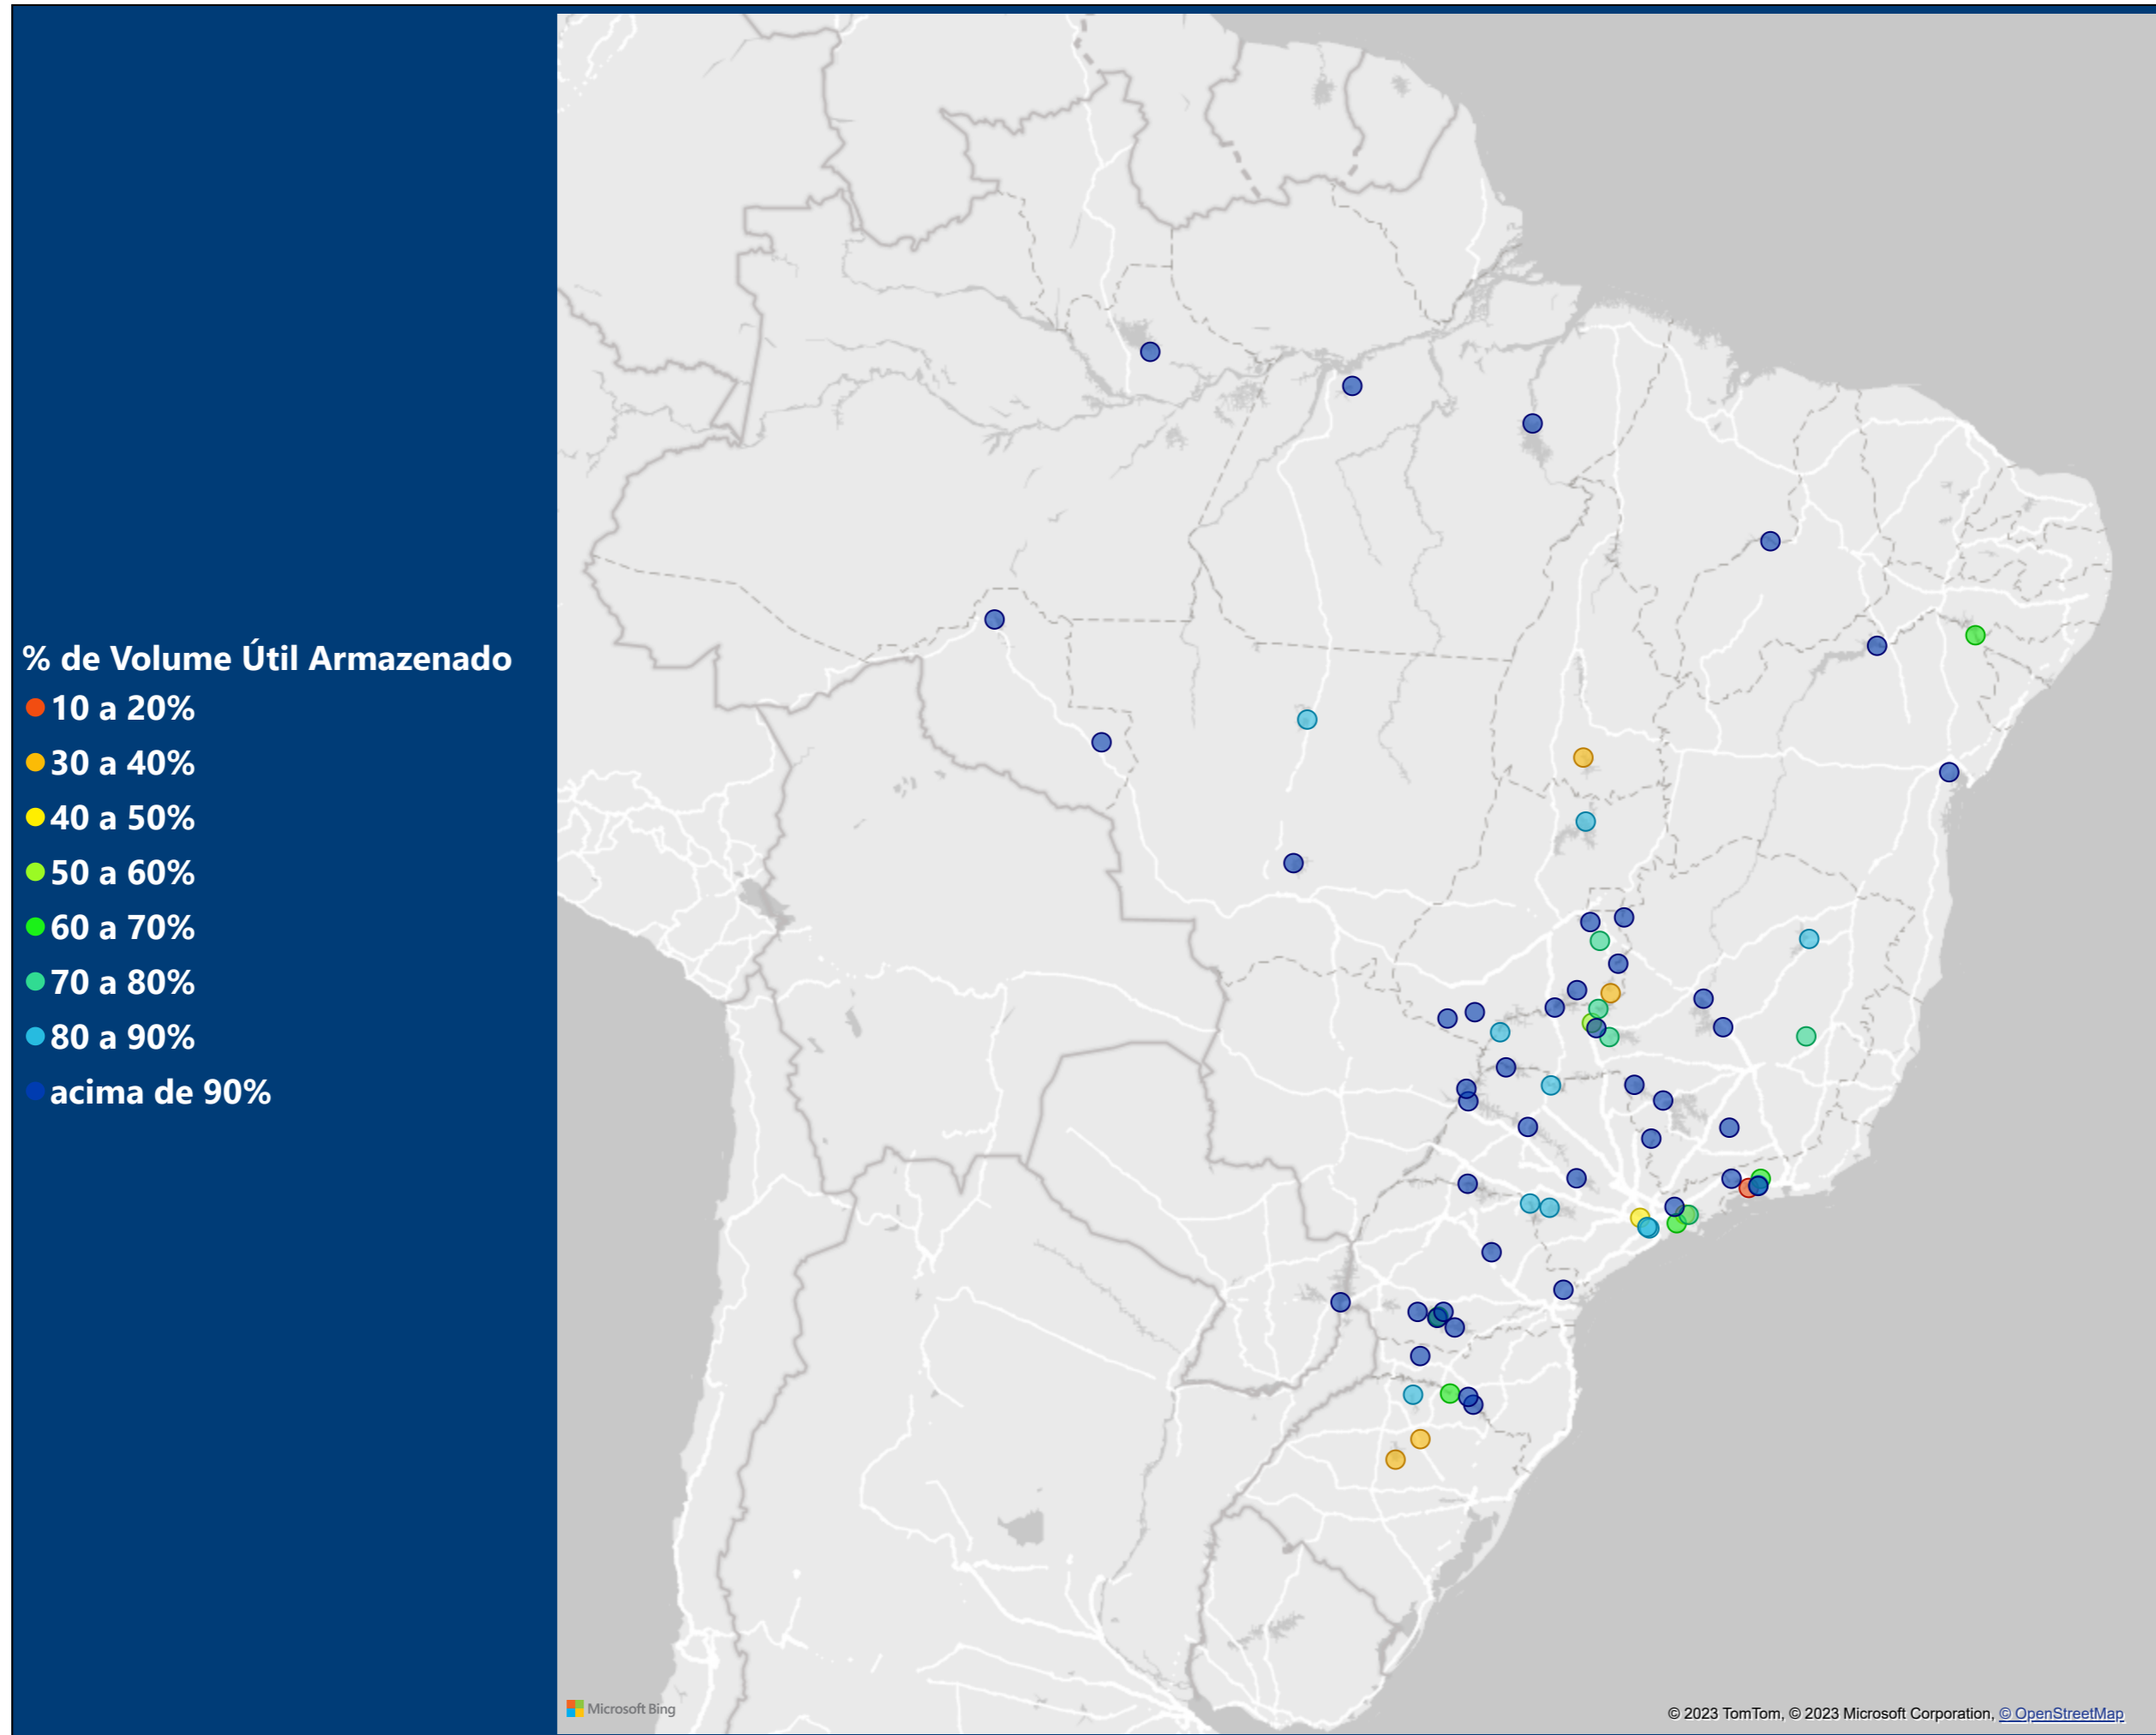 % de Volume Útil Armazenado
10 a 20%
30 a 40%
40 a 50%
50 a 60%
60 a 70%
70 a 80%
80 a 90%
acima de 90%
Microsoft Bing
© 2023 TomTom, © 2023 Microsoft Corporation, © OpenStreetMap